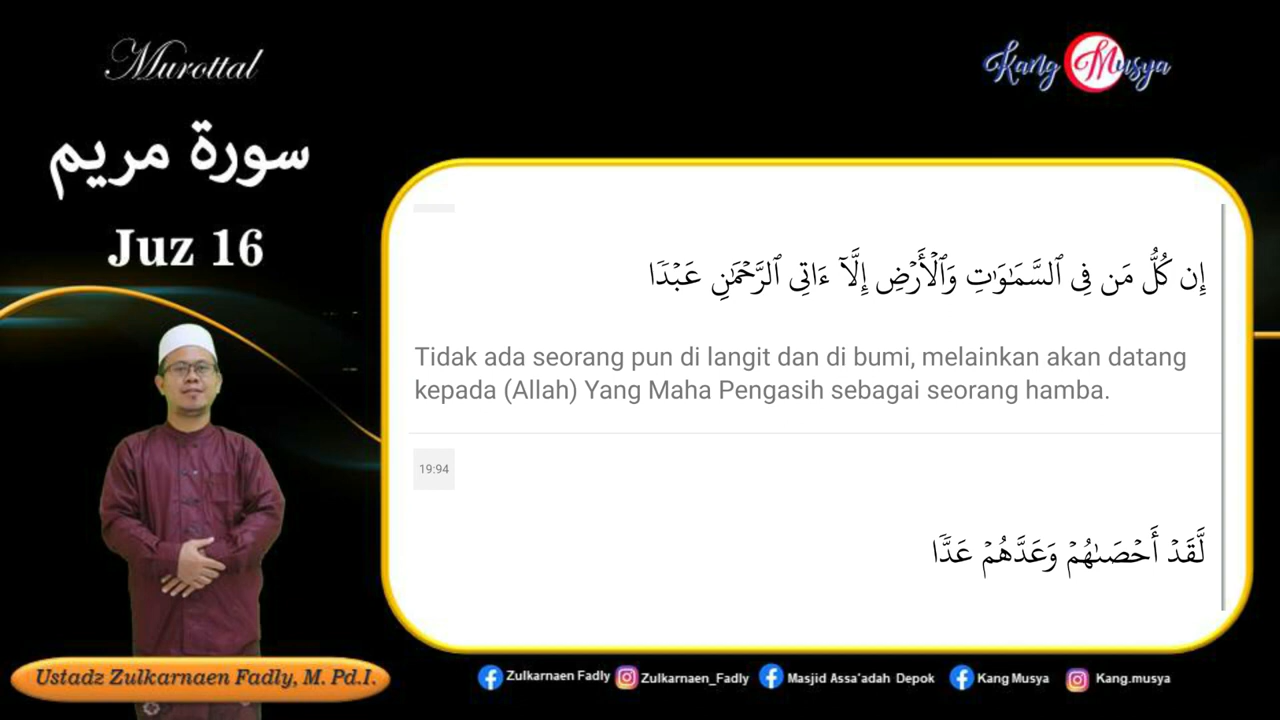 Murottal
سورة مريم
Juz 16
Kang Musya
إِن كُلُّ مَن فِى ٱلسَّمَٰوَٰتِ وَٱلْأَرْضِ إِلَّآ ءَاتِى ٱلرَّحْمَٰنِ عَبْدًا
Tidak ada seorang pun di langit dan di bumi, melainkan akan datang
kepada (Allah) Yang Maha Pengasih sebagai seorang hamba.
19:94
لَّقَدْ أَحْصَىٰهُمْ وَعَدَّهُمْ عَدًّا
Ustadz Zulkarnaen Fadly, M. Pd.I.
Zulkarnaen Fadly Zulkarnaen_Fadly Masjid Assa'adah Depok Kang Musya Kang.musya